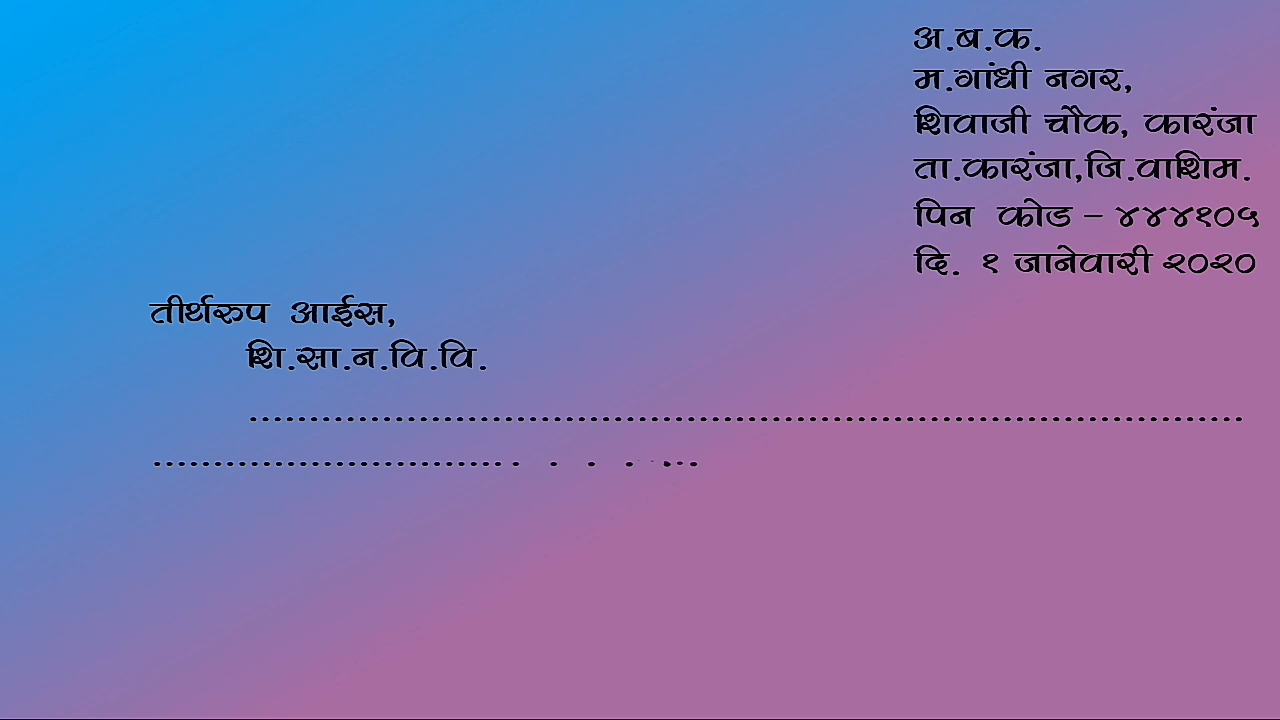 अ.ब.क.
म.गांधी नगर,
शिवाजी चौक, कारंजा
ता.कारंजा,जि.वाशिम.
पिन कोड – ४४४१०५
दि. १ जानेवारी २०२०
तीर्थरुप आईस,
शि.सा.न.वि.वि.
..................................................................................
.....................................